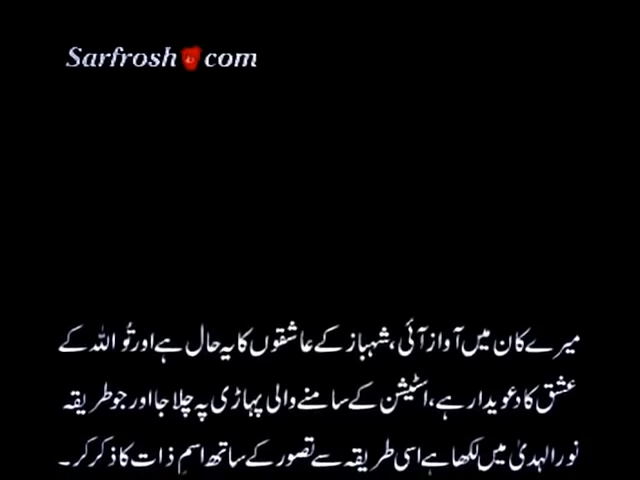 Sarfrosh.com
میرے کان میں آواز آئی، شہباز کے عاشقوں کا یہ حال ہے اور تُو اللہ کے
عشق کا دعویدار ہے، اسٹیشن کے سامنے والی پہاڑی پہ چلا جا اور جو طریقہ
نورالہدیٰ میں لکھا ہے اسی طریقہ سے تصور کے ساتھ اسمِ ذات کا ذکر کر۔